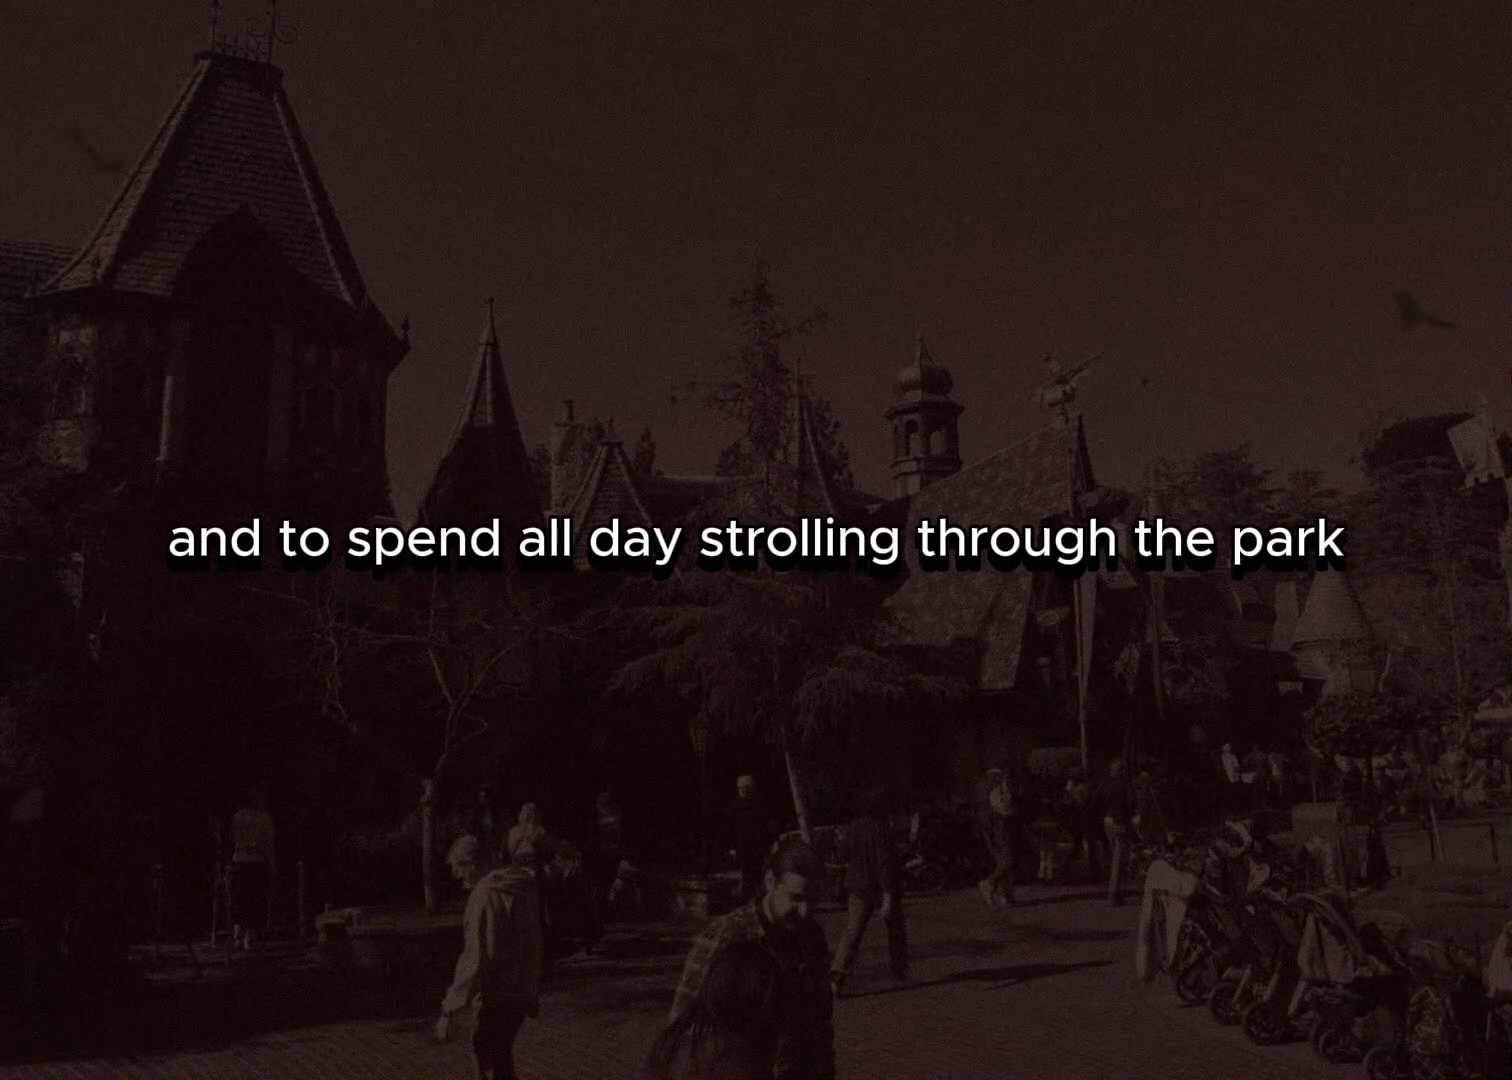 and to spend all day strolling through the park